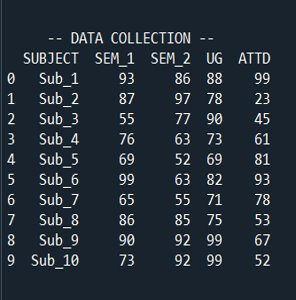 -- DATA COLLECTION --
SUBJECT SEM_1 SEM_2 UG ATTD
0 Sub_1 93 86 88 99
1 Sub_2 87 97 78 23
2 Sub_3 55 77 90 45
3 Sub_4 76 63 73 61
4 Sub_5 69 52 69 81
5 Sub_6 99 63 82 93
6 Sub_7 65 55 71 78
7 Sub_8 86 85 75 53
8 Sub_9 90 92 99 67
9 Sub_10 73 92 99 52